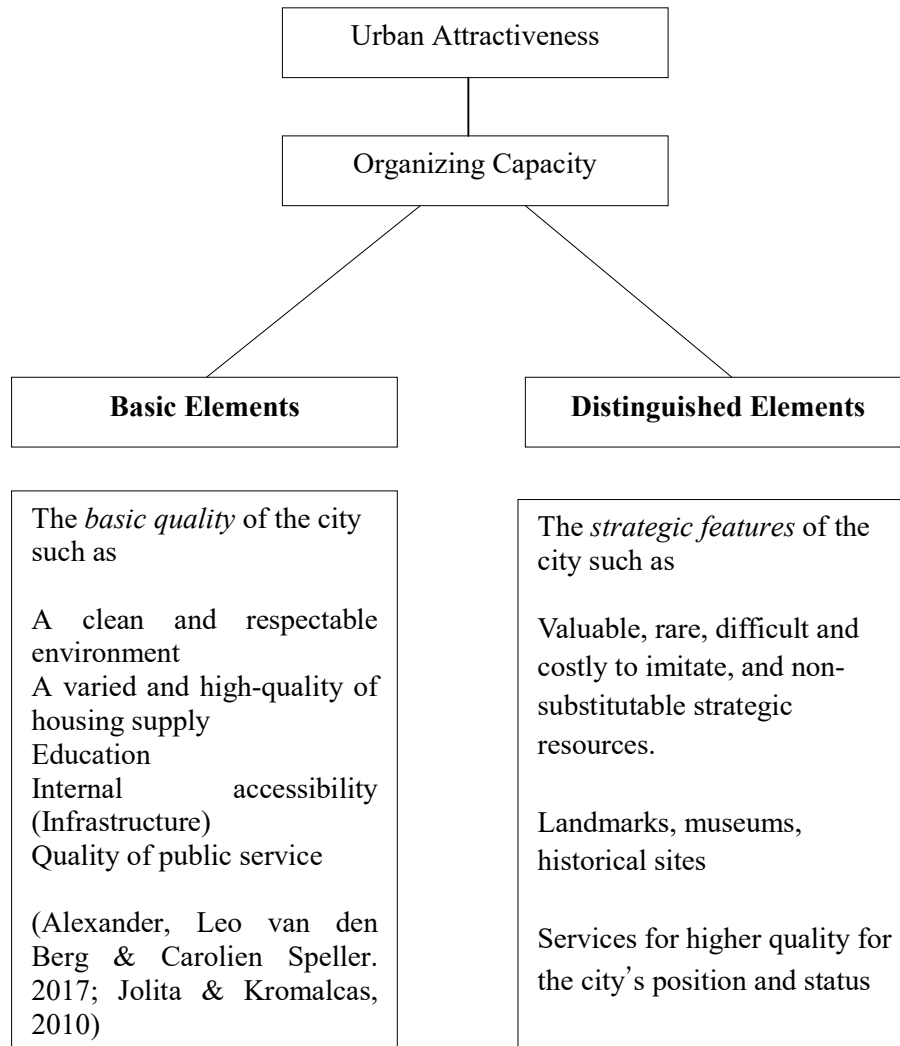 Urban Attractiveness
Organizing Capacity
Basic Elements
The basic quality of the city
such as
A clean and respectable
environment
A varied and high-quality of
housing supply
Education
Internal accessibility
(Infrastructure)
Quality of public service
(Alexander, Leo van den
Berg & Carolien Speller.
2017; Jolita & Kromalcas,
2010)
Distinguished Elements
The strategic features of the
city such as
Valuable, rare, difficult and
costly to imitate, and non-
substitutable strategic
resources.
Landmarks, museums,
historical sites
Services for higher quality for
the city’s position and status